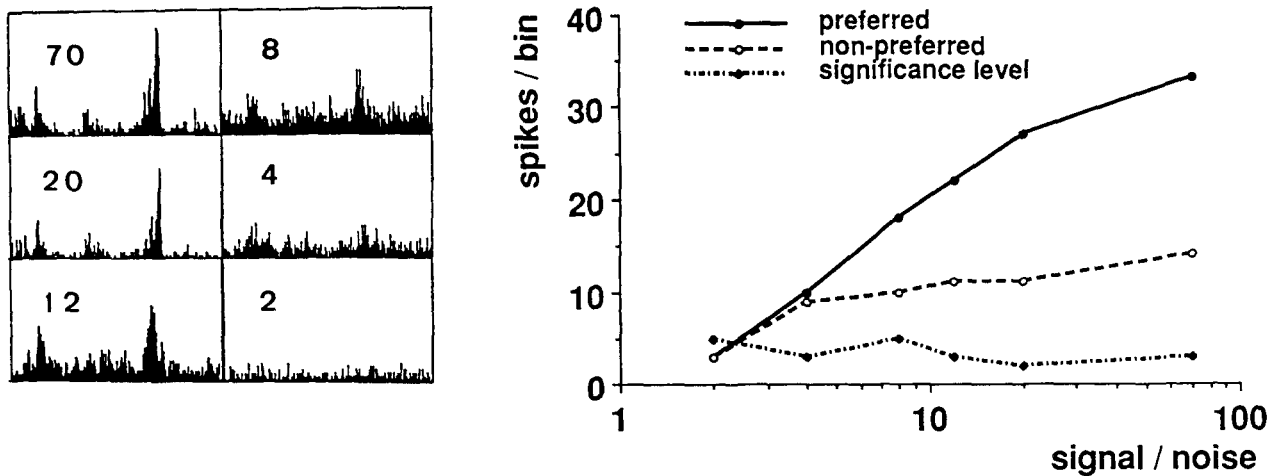 70
8
20
4
12
2
40
30
20
10
0
spikes / bin
preferred
non-preferred
significance level
1
10
100
signal / noise